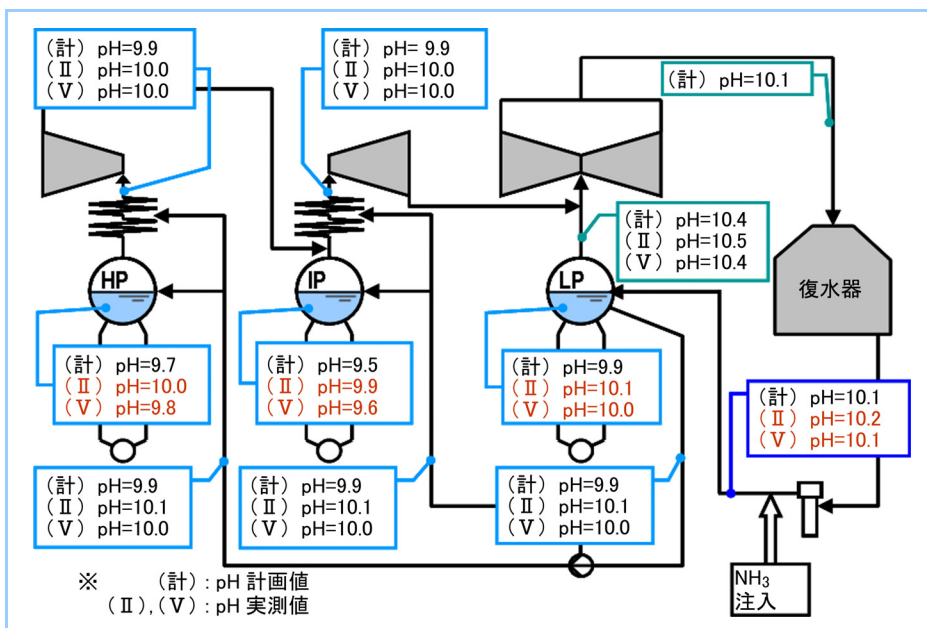 (計) pH=9.9
(Ⅱ) pH=10.0
(Ⅴ) pH=10.0
(計) pH= 9.9
(Ⅱ) pH=10.0
(Ⅴ) pH=10.0
(計) pH=10.1
(計) pH=10.4
(Ⅱ) pH=10.5
(Ⅴ) pH=10.4
HP
IP
LP
復水器
(計) pH=9.7
(Ⅱ) pH=10.0
(Ⅴ) pH=9.8
(計) pH=9.5
(Ⅱ) pH=9.9
(Ⅴ) pH=9.6
(計) pH=9.9
(Ⅱ) pH=10.1
(Ⅴ) pH=10.0
(計) pH=10.1
(Ⅱ) pH=10.2
(Ⅴ) pH=10.1
(計) pH=9.9
(Ⅱ) pH=10.1
(Ⅴ) pH=10.0
(計) pH=9.9
(Ⅱ) pH=10.1
(Ⅴ) pH=10.0
(計) pH=9.9
(Ⅱ) pH=10.1
(Ⅴ) pH=10.0
NH₃
注入
※ (計) : pH 計画値
(Ⅱ),(Ⅴ) : pH 実測値